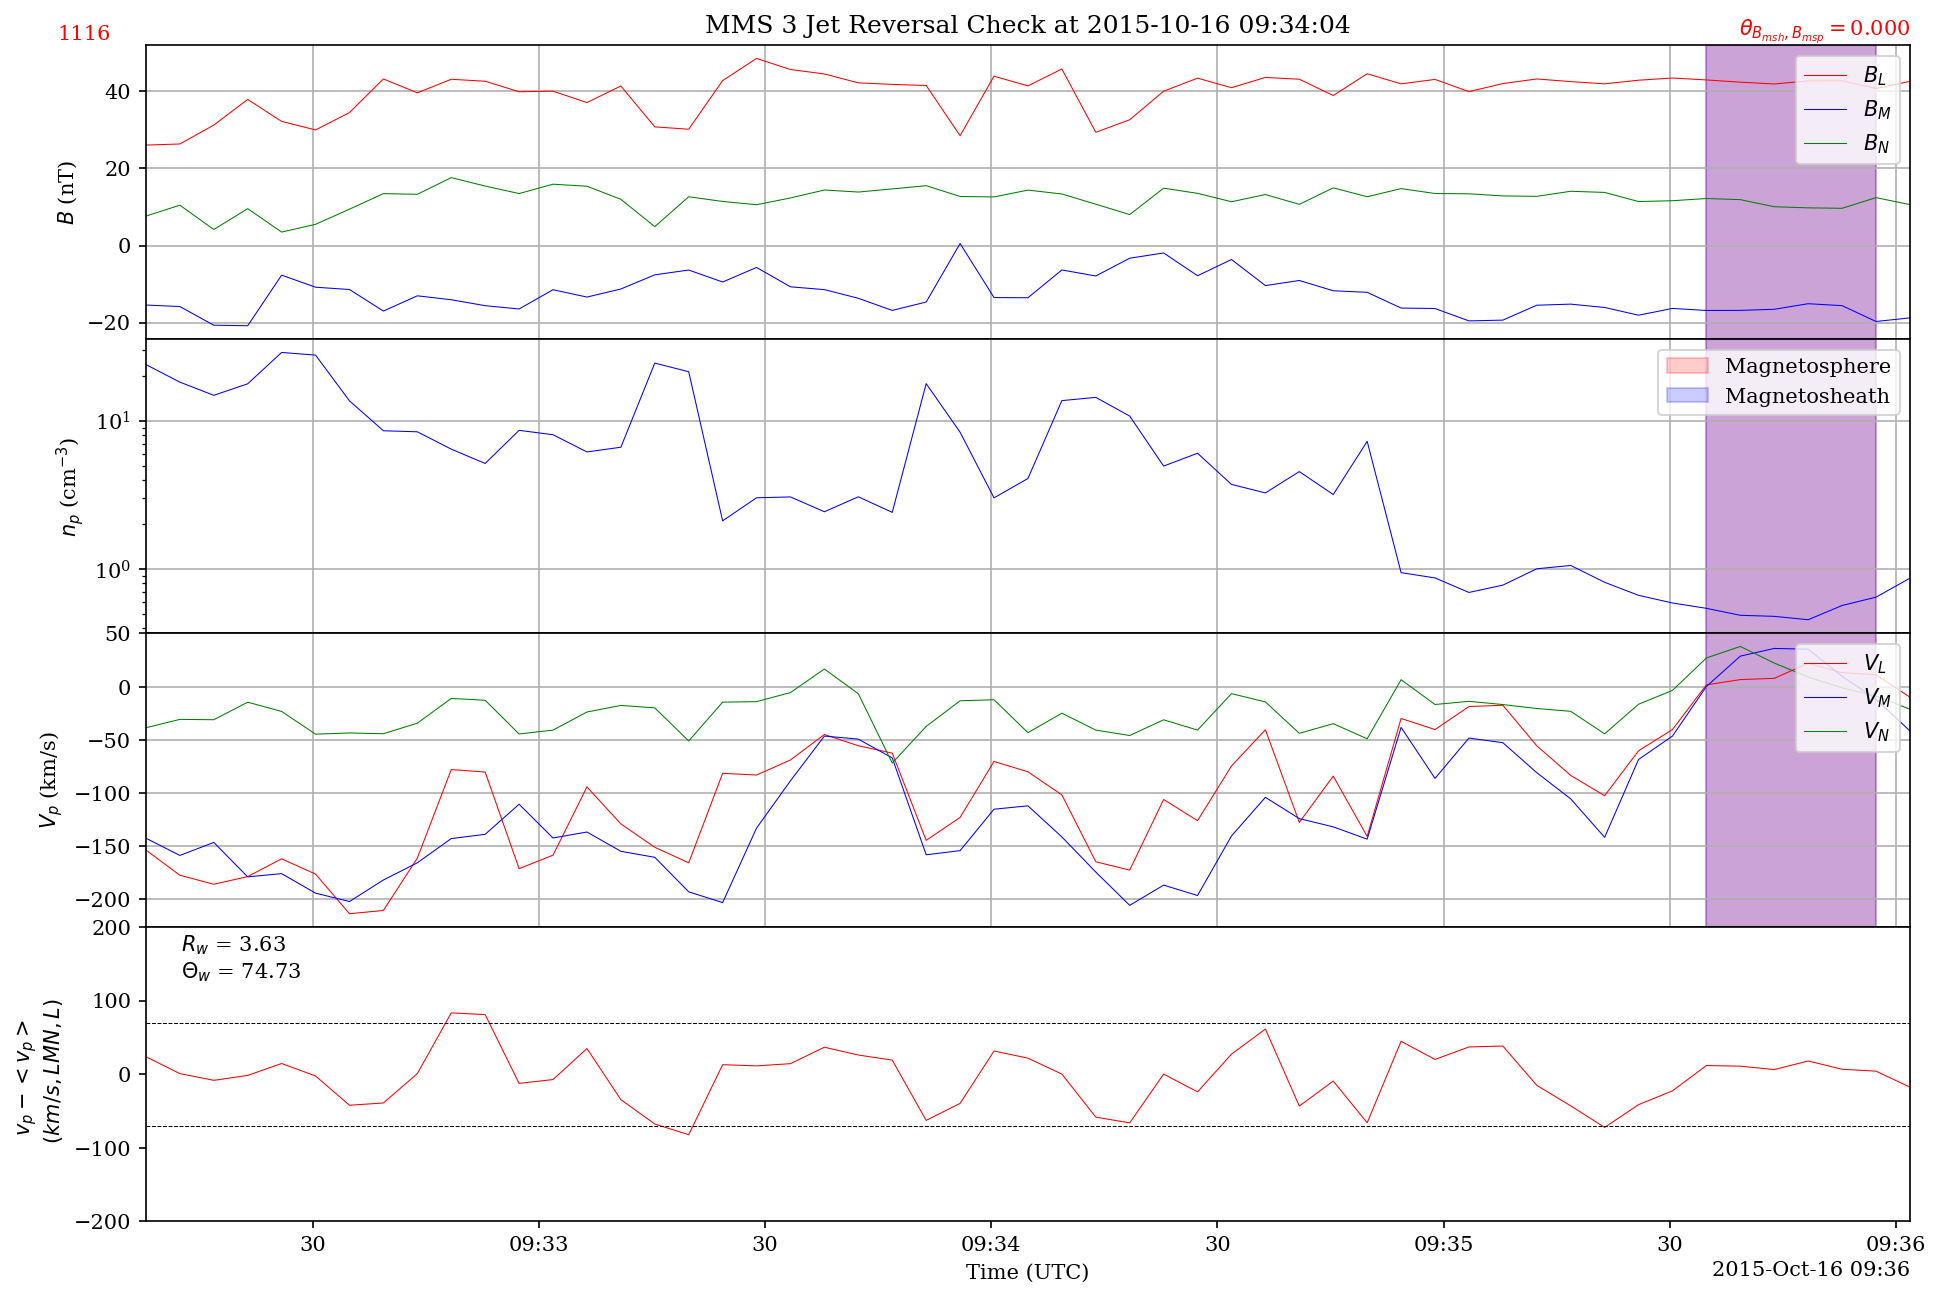 1116
MMS 3 Jet Reversal Check at 2015-10-16 09:34:04
θ_{B_{msh}, B_{msp}} = 0.000
B (nT)
40
20
0
−20
B_L
B_M
B_N
n_p (cm^{−3})
10^1
10^0
Magnetosphere
Magnetosheath
V_p (km/s)
50
0
−50
−100
−150
−200
V_L
V_M
V_N
v_p − < v_p >
(km/s, LMN, L)
200
100
0
−100
−200
R_w = 3.63
Θ_w = 74.73
30 09:33 30 09:34 30 09:35 30 09:36
Time (UTC)
2015-Oct-16 09:36